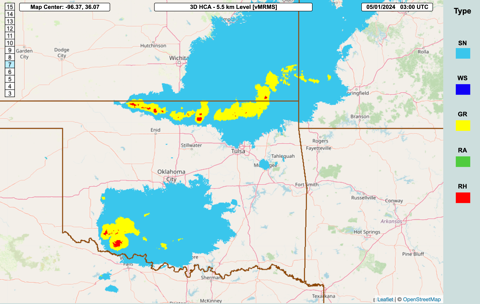 Map Center: -96.37, 36.07
3D HCA - 5.5 km Level [vMRMS]
05/01/2024 03:00 UTC
Type
15
14
13
12
11
10
9
8
7
6
5
4
3
SN
WS
GR
RA
RH
Hutchinson
Garden City
Dodge City
Wichita
Rolla
Springfield
Branson
Enid
Stillwater
Tulsa
Rogers
Fayetteville
Tahlequah
Muskogee
Oklahoma City
Fort Smith
Russellville
Conway
Arkansas
Hot Springs
Pine Bluff
Sherman
McKinney
Texarkana
Leaflet | © OpenStreetMap